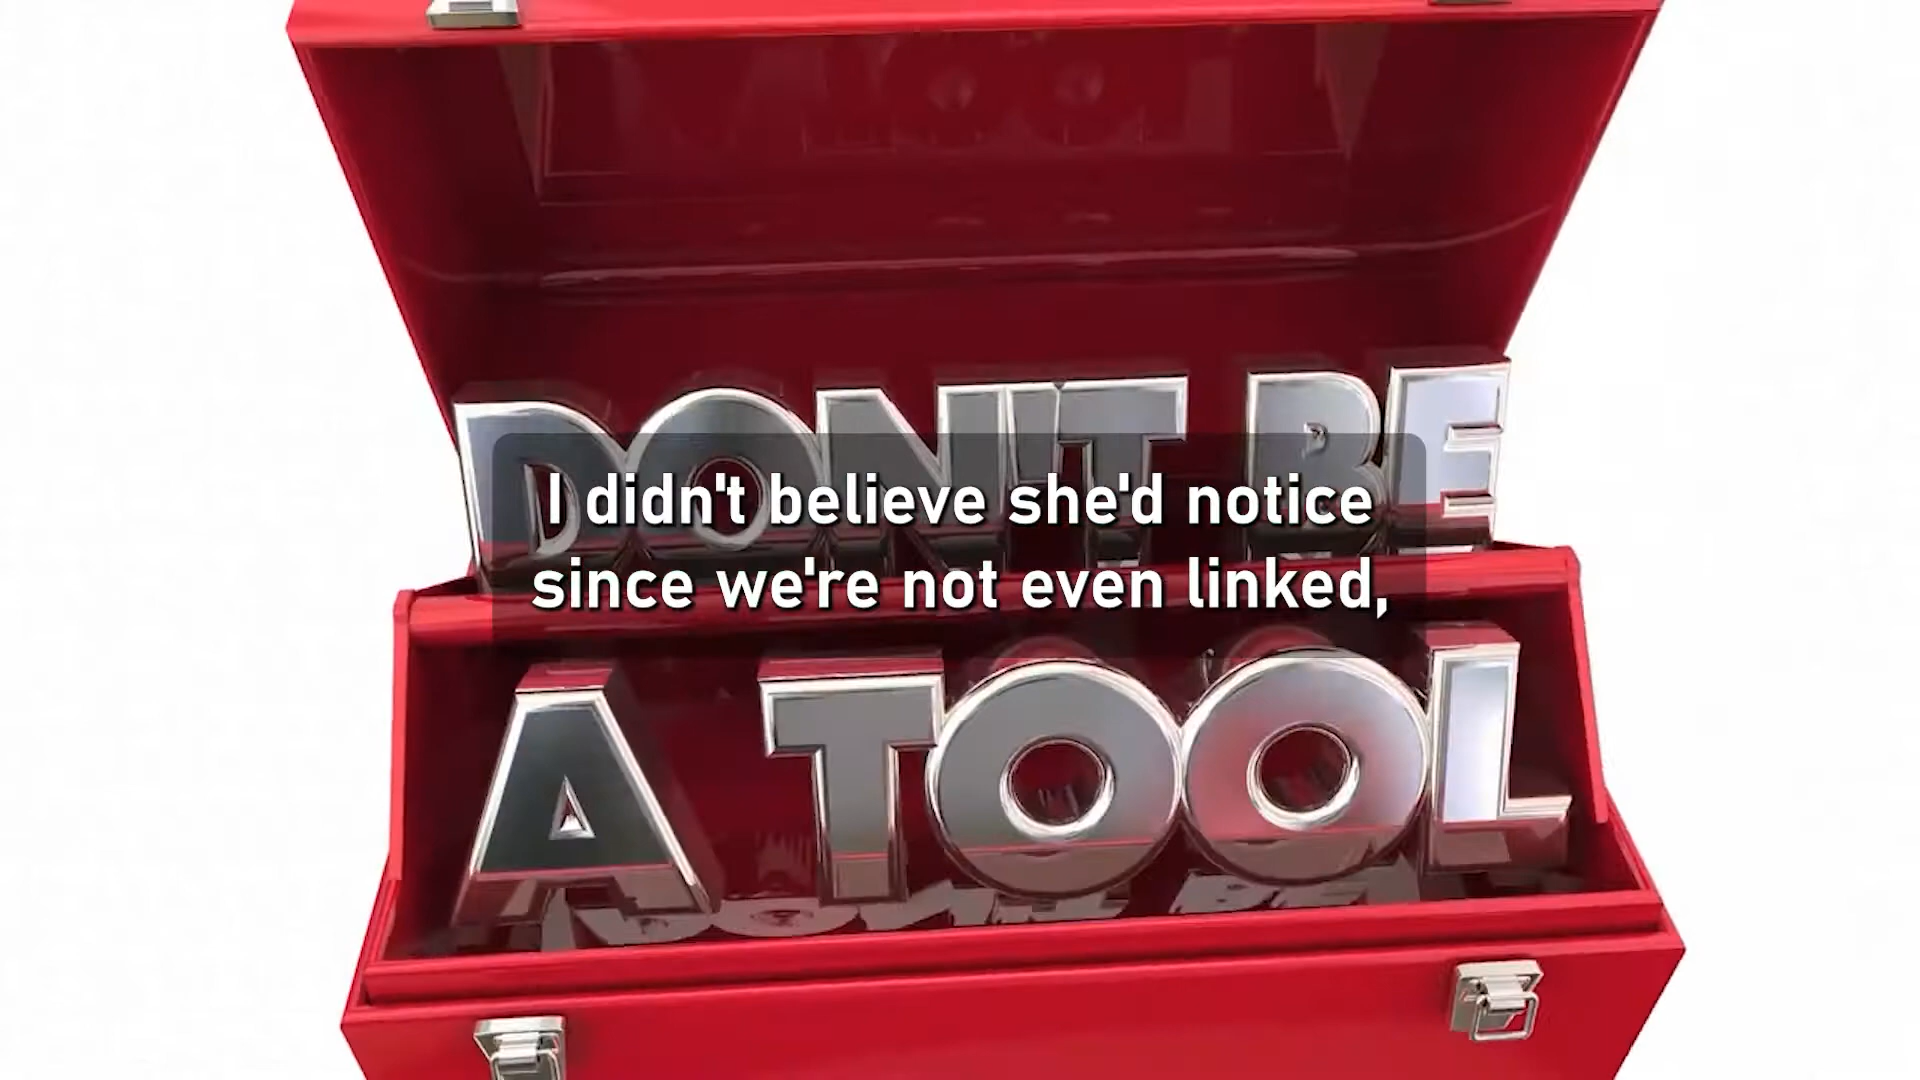 DON'T BE
I didn't believe she'd notice
since we're not even linked,
A TOOL